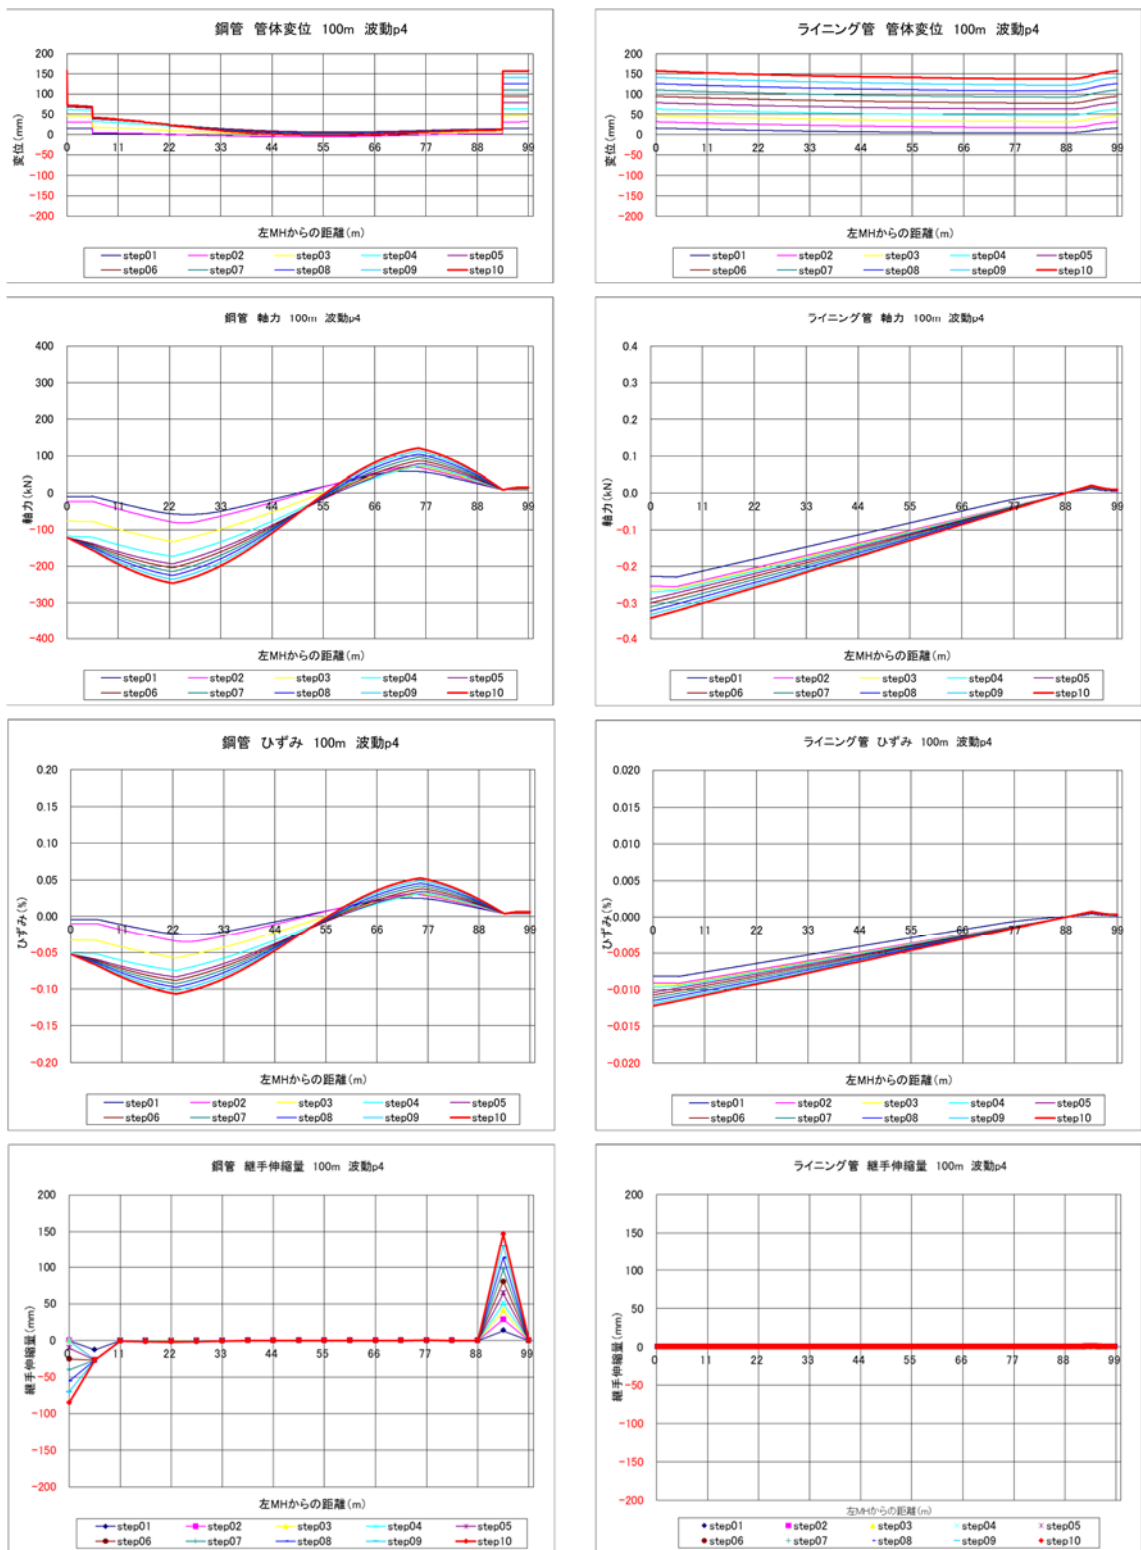 鋼管 管体変位 100m 波動p4
200
150
100
50
0
-50
-100
-150
-200
変位(mm)
0 11 22 33 44 55 66 77 88 99
左MHからの距離(m)
step01 step02 step03 step04 step05
step06 step07 step08 step09 step10
ライニング管 管体変位 100m 波動p4
200
150
100
50
0
-50
-100
-150
-200
変位(mm)
0 11 22 33 44 55 66 77 88 99
左MHからの距離(m)
step01 step02 step03 step04 step05
step06 step07 step08 step09 step10
鋼管 軸力 100m 波動p4
400
300
200
100
0
-100
-200
-300
-400
軸力(kN)
0 11 22 33 44 55 66 77 88 99
左MHからの距離(m)
step01 step02 step03 step04 step05
step06 step07 step08 step09 step10
ライニング管 軸力 100m 波動p4
0.4
0.3
0.2
0.1
0.0
-0.1
-0.2
-0.3
-0.4
軸力(kN)
0 11 22 33 44 55 66 77 88 99
左MHからの距離(m)
step01 step02 step03 step04 step05
step06 step07 step08 step09 step10
鋼管 ひずみ 100m 波動p4
0.20
0.15
0.10
0.05
0.00
-0.05
-0.10
-0.15
-0.20
ひずみ(%)
0 11 22 33 44 55 66 77 88 99
左MHからの距離(m)
step01 step02 step03 step04 step05
step06 step07 step08 step09 step10
ライニング管 ひずみ 100m 波動p4
0.020
0.015
0.010
0.005
0.000
-0.005
-0.010
-0.015
-0.020
ひずみ(%)
0 11 22 33 44 55 66 77 88 99
左MHからの距離(m)
step01 step02 step03 step04 step05
step06 step07 step08 step09 step10
鋼管 継手伸縮量 100m 波動p4
200
150
100
50
0
-50
-100
-150
-200
継手伸縮量(mm)
0 11 22 33 44 55 66 77 88 99
左MHからの距離(m)
step01 step02 step03 step04 step05
step06 step07 step08 step09 step10
ライニング管 継手伸縮量 100m 波動p4
200
150
100
50
0
-50
-100
-150
-200
継手伸縮量(mm)
0 11 22 33 44 55 66 77 88 99
左MHからの距離(m)
step01 step02 step03 step04 step05
step06 step07 step08 step09 step10